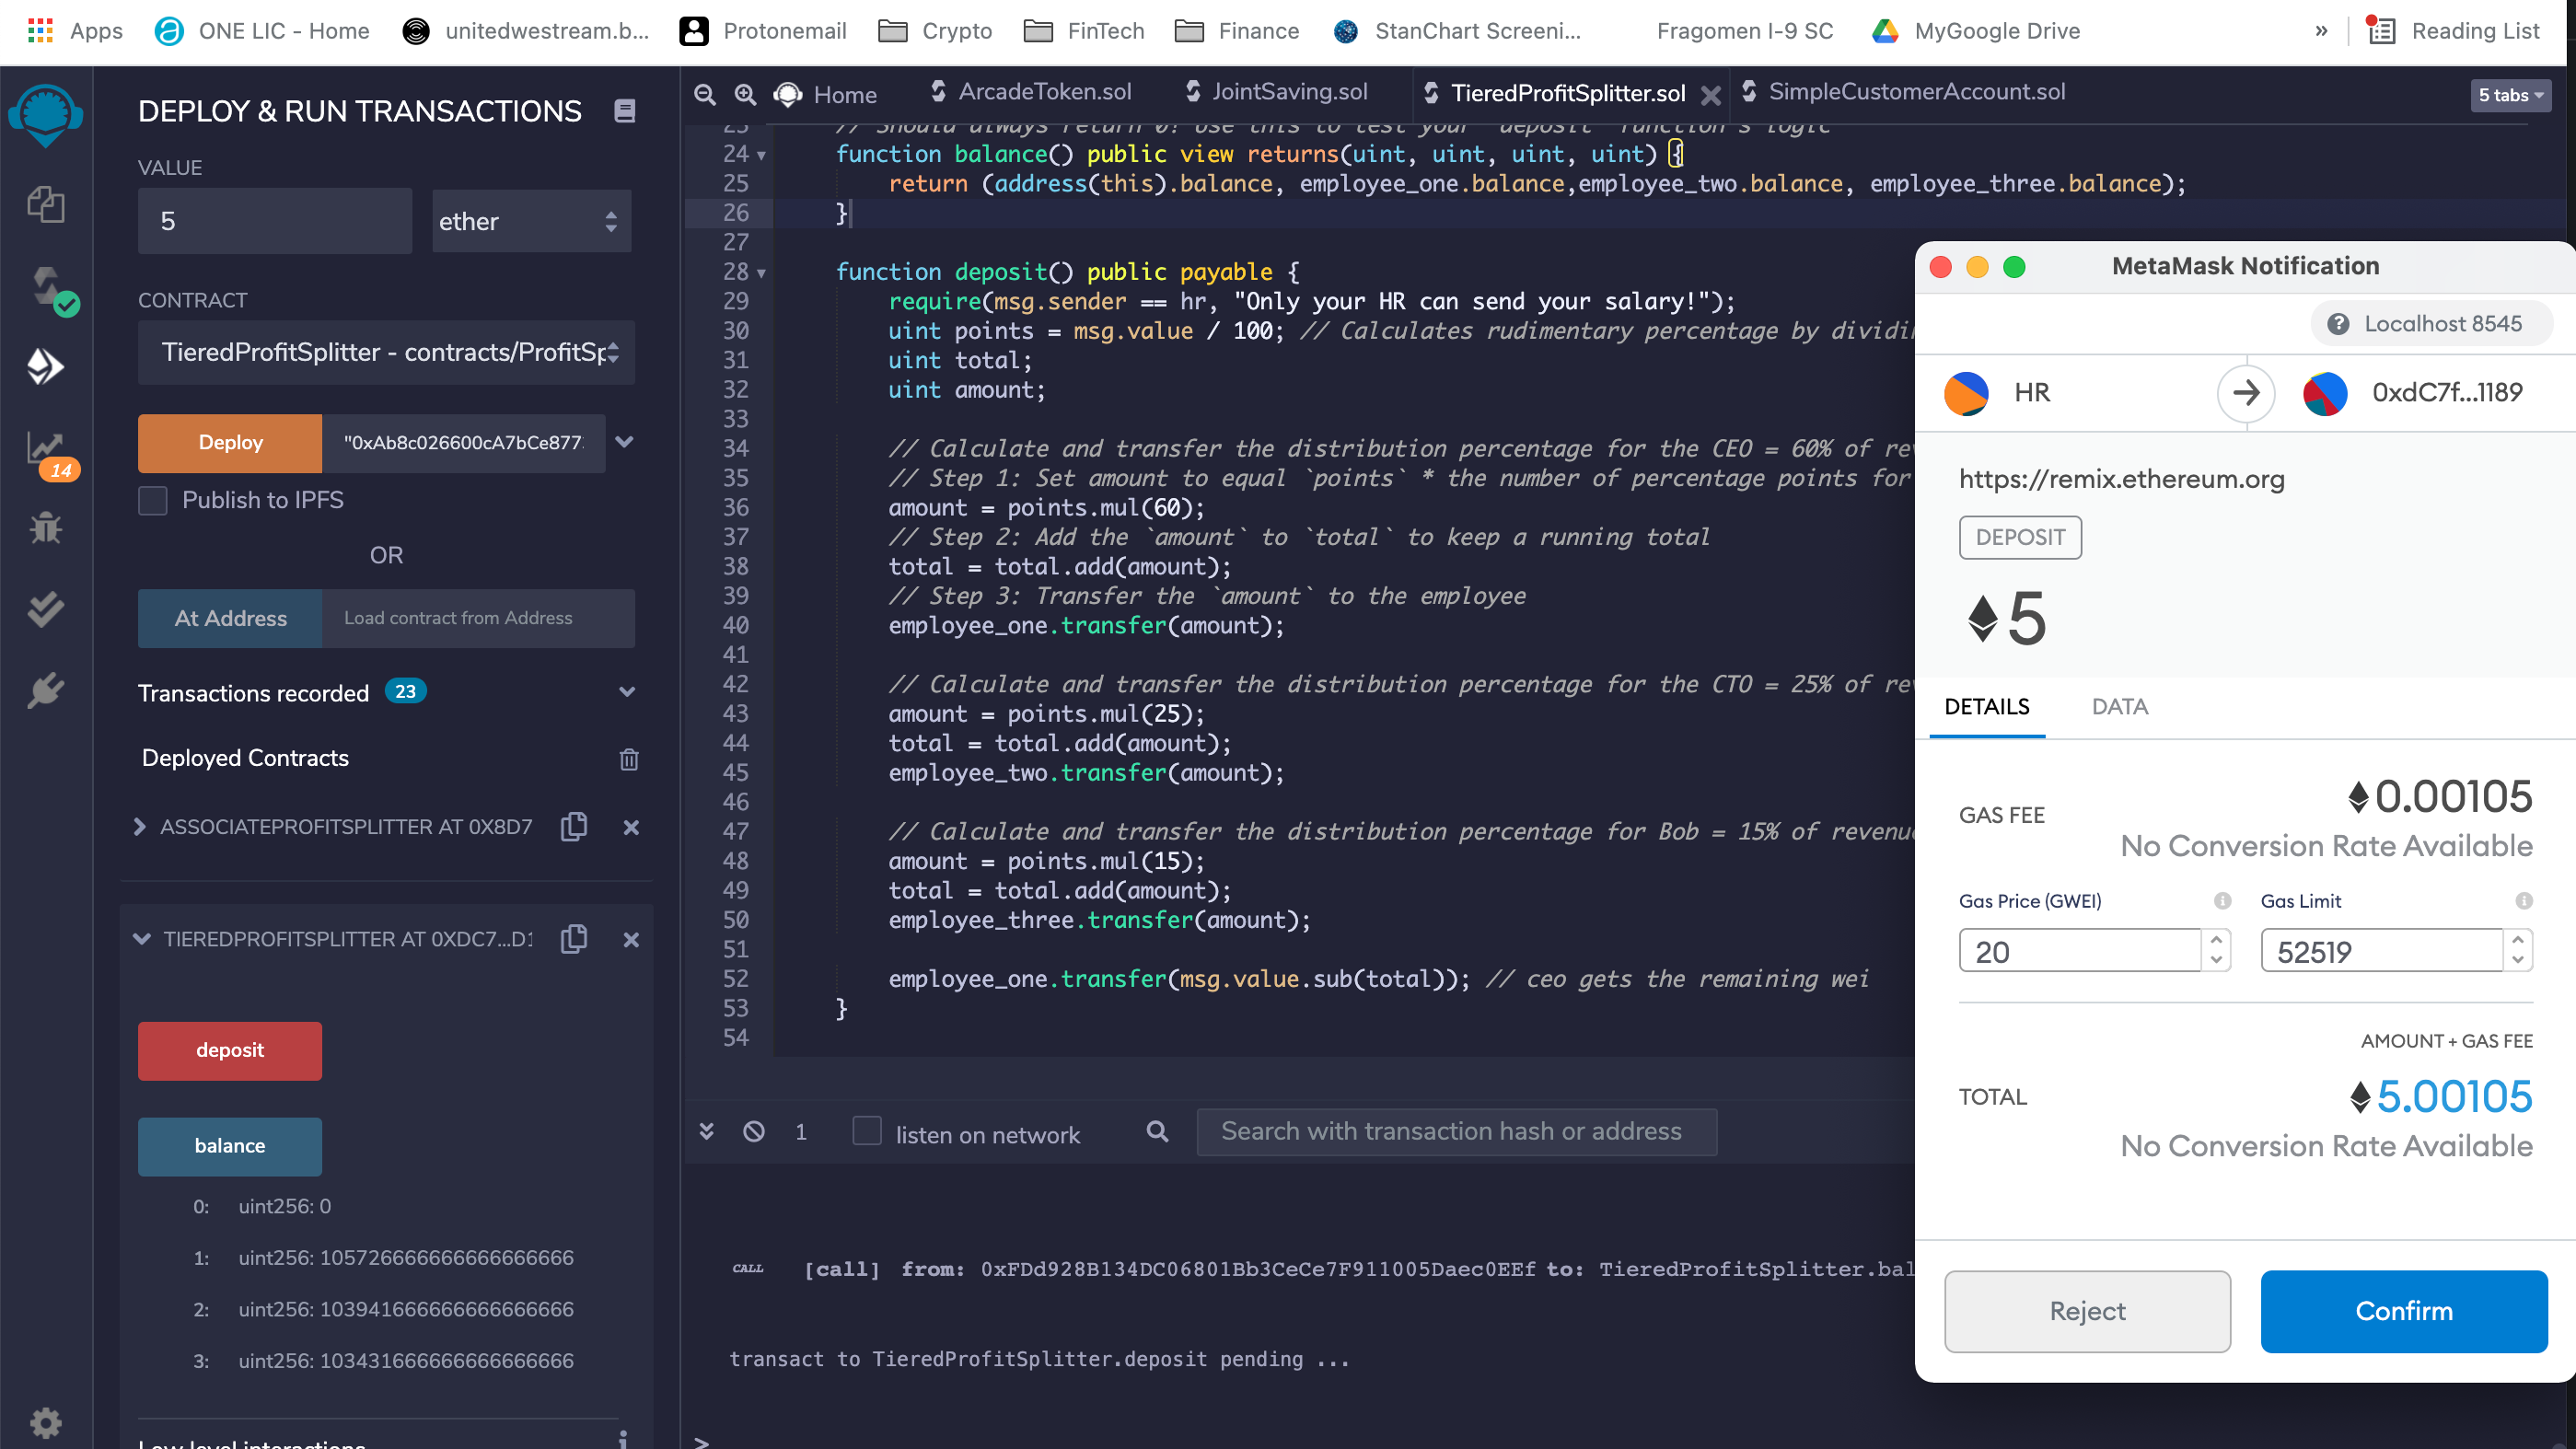 Apps
ONE LIC - Home
unitedwestream.b...
Protonemail
Crypto
FinTech
Finance
StanChart Screeni...
Fragomen I-9 SC
MyGoogle Drive
»
Reading List
DEPLOY & RUN TRANSACTIONS
VALUE
5
ether
CONTRACT
TieredProfitSplitter - contracts/ProfitSp
Deploy
"0xAb8c026600cA7bCe877
Publish to IPFS
OR
At Address
Load contract from Address
Transactions recorded 23
Deployed Contracts
ASSOCIATEPROFITSPLITTER AT 0X8D7
TIEREDPROFITSPLITTER AT 0XDC7...D1
deposit
balance
0: uint256: 0
1: uint256: 105726666666666666666
2: uint256: 103941666666666666666
3: uint256: 103431666666666666666
Low level interactions
14
Home
ArcadeToken.sol
JointSaving.sol
TieredProfitSplitter.sol
SimpleCustomerAccount.sol
5 tabs
23 // Should always return 0! Use this to test your `deposit` function's logic
24 function balance() public view returns(uint, uint, uint, uint) {
25 return (address(this).balance, employee_one.balance,employee_two.balance, employee_three.balance);
26 }
27
28 function deposit() public payable {
29 require(msg.sender == hr, "Only your HR can send your salary!");
30 uint points = msg.value / 100; // Calculates rudimentary percentage by dividi
31 uint total;
32 uint amount;
33
34 // Calculate and transfer the distribution percentage for the CEO = 60% of re
35 // Step 1: Set amount to equal `points` * the number of percentage points for
36 amount = points.mul(60);
37 // Step 2: Add the `amount` to `total` to keep a running total
38 total = total.add(amount);
39 // Step 3: Transfer the `amount` to the employee
40 employee_one.transfer(amount);
41
42 // Calculate and transfer the distribution percentage for the CTO = 25% of re
43 amount = points.mul(25);
44 total = total.add(amount);
45 employee_two.transfer(amount);
46
47 // Calculate and transfer the distribution percentage for Bob = 15% of revenu
48 amount = points.mul(15);
49 total = total.add(amount);
50 employee_three.transfer(amount);
51
52 employee_one.transfer(msg.value.sub(total)); // ceo gets the remaining wei
53 }
54
1
listen on network
Search with transaction hash or address
CALL [call] from: 0xFDd928B134DC06801Bb3CeCe7F911005Daec0EEf to: TieredProfitSplitter.bal
transact to TieredProfitSplitter.deposit pending ...
>
MetaMask Notification
Localhost 8545
HR
0xdC7f...1189
https://remix.ethereum.org
DEPOSIT
5
DETAILS
DATA
GAS FEE
0.00105
No Conversion Rate Available
Gas Price (GWEI)
Gas Limit
20
52519
AMOUNT + GAS FEE
TOTAL
5.00105
No Conversion Rate Available
Reject
Confirm